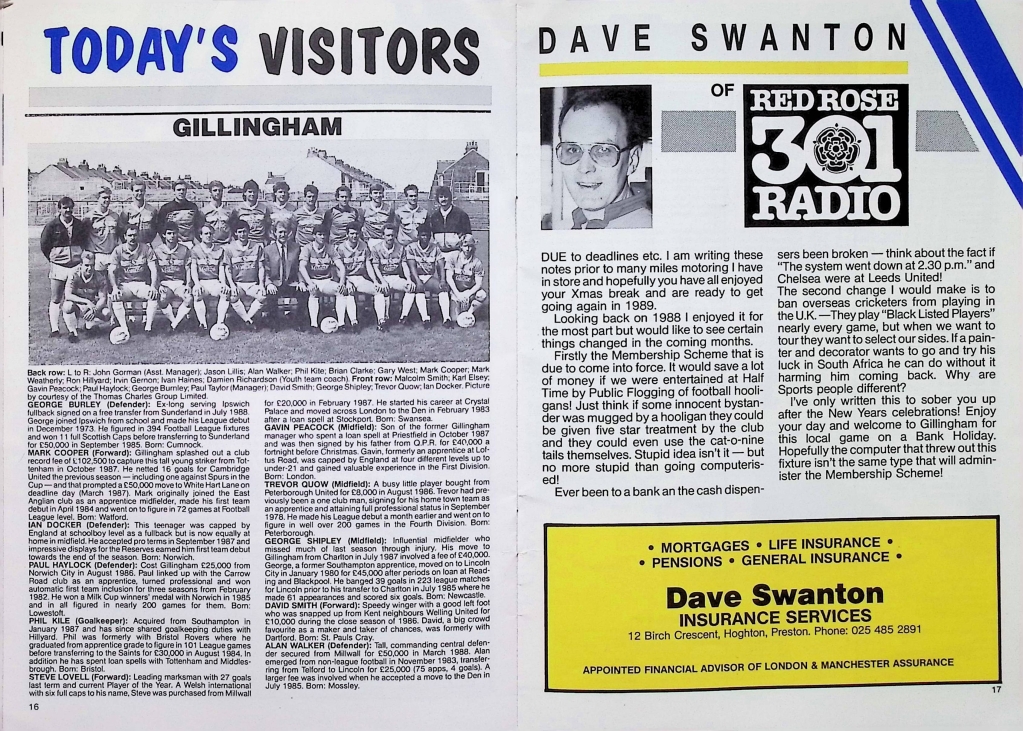 TODAY'S VISITORS
GILLINGHAM
Back row: L to R: John Gorman (Asst. Manager); Jason Lillis; Alan Walker; Phil Kite; Brian Clarke; Gary West; Mark Cooper; Mark
Weatherly; Ron Hillyard; Irvin Gernon; Ivan Haines; Damien Richardson (Youth team coach). Front row: Malcolm Smith; Karl Elsey;
Gavin Peacock; Paul Haylock; George Burnley; Paul Taylor (Manager); David Smith; George Shipley; Trevor Quow; Ian Docker. Picture
by courtesy of the Thomas Charles Group Limited.
GEORGE BURLEY (Defender): Ex-long serving Ipswich
fullback signed on a free transfer from Sunderland in July 1988.
George joined Ipswich from school and made his League debut
in December 1973. He figured in 394 Football League fixtures
and won 11 full Scottish Caps before transferring to Sunderland
for £50,000 in September 1985. Born: Cumnock.
MARK COOPER (Forward): Gillingham splashed out a club
record fee of £102,500 to capture this tall young striker from Tot-
tenham in October 1987. He netted 16 goals for Cambridge
United the previous season — including one against Spurs in the
Cup — and that prompted a £50,000 move to White Hart Lane on
deadline day (March 1987). Mark originally joined the East
Anglian club as an apprentice midfielder, made his first team
debut in April 1984 and went on to figure in 72 games at Football
League level. Born: Watford.
IAN DOCKER (Defender): This teenager was capped by
England at schoolboy level as a fullback but is now equally at
home in midfield. He accepted pro terms in September 1987 and
impressive displays for the Reserves earned him first team debut
towards the end of the season. Born: Norwich.
PAUL HAYLOCK (Defender): Cost Gillingham £25,000 from
Norwich City in August 1986. Paul linked up with the Carrow
Road club as an apprentice, turned professional and won
automatic first team inclusion for three seasons from February
1982. He won a Milk Cup winners' medal with Norwich in 1985
and in all figured in nearly 200 games for them. Born:
Lowestoft.
PHIL KILE (Goalkeeper): Acquired from Southampton in
January 1987 and has since shared goalkeeping duties with
Hillyard. Phil was formerly with Bristol Rovers where he
graduated from apprentice grade to figure in 101 League games
before transferring to the Saints for £30,000 in August 1984. In
addition he has spent loan spells with Tottenham and Middles-
brough. Born: Bristol.
STEVE LOVELL (Forward): Leading marksman with 27 goals
last term and current Player of the Year. A Welsh international
with six full caps to his name, Steve was purchased from Millwall
16
for £20,000 in February 1987. He started his career at Crystal
Palace and moved across London to the Den in February 1983
after a loan spell at Stockport. Born: Swansea.
GAVIN PEACOCK (Midfield): Son of the former Gillingham
manager who spent a loan spell at Priestfield in October 1987
and was then signed by his father from Q.P.R. for £40,000 a
fortnight before Christmas. Gavin, formerly an apprentice at Lof-
tus Road, was capped by England at four different levels up to
under-21 and gained valuable experience in the First Division.
Born: London.
TREVOR QUOW (Midfield): A busy little player bought from
Peterborough United for £8,000 in August 1986. Trevor had pre-
viously been a one club man, signing for his home town team as
an apprentice and attaining full professional status in September
1978. He made his League debut a month earlier and went on to
figure in well over 200 games in the Fourth Division. Born:
Peterborough.
GEORGE SHIPLEY (Midfield): Influential midfielder who
missed much of last season through injury. His move to
Gillingham from Charlton in July 1987 involved a fee of £40,000.
George, a former Southampton apprentice, moved on to Lincoln
City in January 1980 for £45,000 after periods on loan at Read-
ing and Blackpool. He banged 39 goals in 223 league matches
for Lincoln prior to his transfer to Charlton in July 1985 where he
made 61 appearances and scored six goals. Born: Newcastle.
DAVID SMITH (Forward): Speedy winger with a good left foot
who was snapped up from Kent neighbours Welling United for
£10,000 during the close season of 1986. David, a big crowd
favourite as a maker and taker of chances, was formerly with
Dartford. Born: St. Pauls Cray.
ALAN WALKER (Defender): Tall, commanding central defen-
der secured from Millwall for £50,000 in March 1988. Alan
emerged from non-league football in November 1983, transfer-
ring from Telford to Lincoln for £25,000 (75 apps, 4 goals). A
larger fee was involved when he accepted a move to the Den in
July 1985. Born: Mossley.
DAVE SWANTON
OF
RED ROSE
301
RADIO
DUE to deadlines etc. I am writing these
notes prior to many miles motoring I have
in store and hopefully you have all enjoyed
your Xmas break and are ready to get
going again in 1989.
Looking back on 1988 I enjoyed it for
the most part but would like to see certain
things changed in the coming months.
Firstly the Membership Scheme that is
due to come into force. It would save a lot
of money if we were entertained at Half
Time by Public Flogging of football hooli-
gans! Just think if some innocent bystan-
der was mugged by a hooligan they could
be given five star treatment by the club
and they could even use the cat-o-nine
tails themselves. Stupid idea isn't it — but
no more stupid than going computeris-
ed!
Ever been to a bank an the cash dispen-
sers been broken — think about the fact if
"The system went down at 2.30 p.m." and
Chelsea were at Leeds United!
The second change I would make is to
ban overseas cricketers from playing in
the U.K. —They play "Black Listed Players"
nearly every game, but when we want to
tour they want to select our sides. If a pain-
ter and decorator wants to go and try his
luck in South Africa he can do without it
harming him coming back. Why are
Sports people different?
I've only written this to sober you up
after the New Years celebrations! Enjoy
your day and welcome to Gillingham for
this local game on a Bank Holiday.
Hopefully the computer that threw out this
fixture isn't the same type that will admin-
ister the Membership Scheme!
• MORTGAGES • LIFE INSURANCE •
• PENSIONS • GENERAL INSURANCE •
Dave Swanton
INSURANCE SERVICES
12 Birch Crescent, Hoghton, Preston. Phone: 025 485 2891
APPOINTED FINANCIAL ADVISOR OF LONDON & MANCHESTER ASSURANCE
17